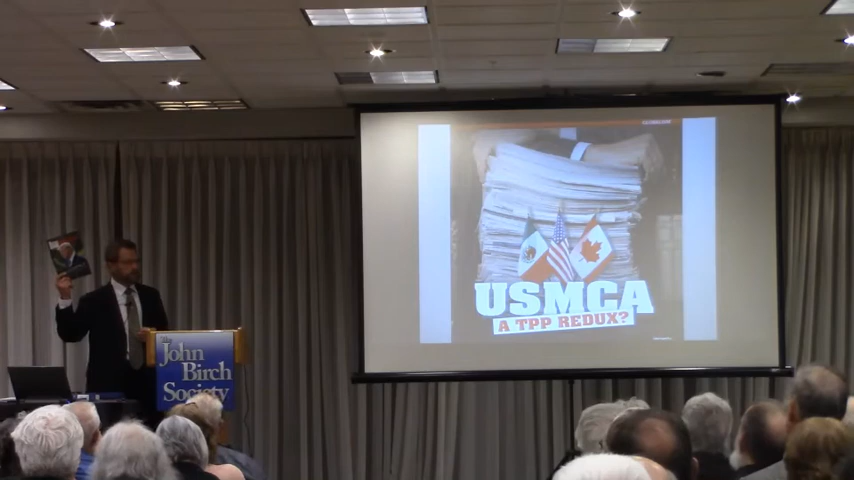 The
John
Birch
Society
USMCA
A TPP REDUX?